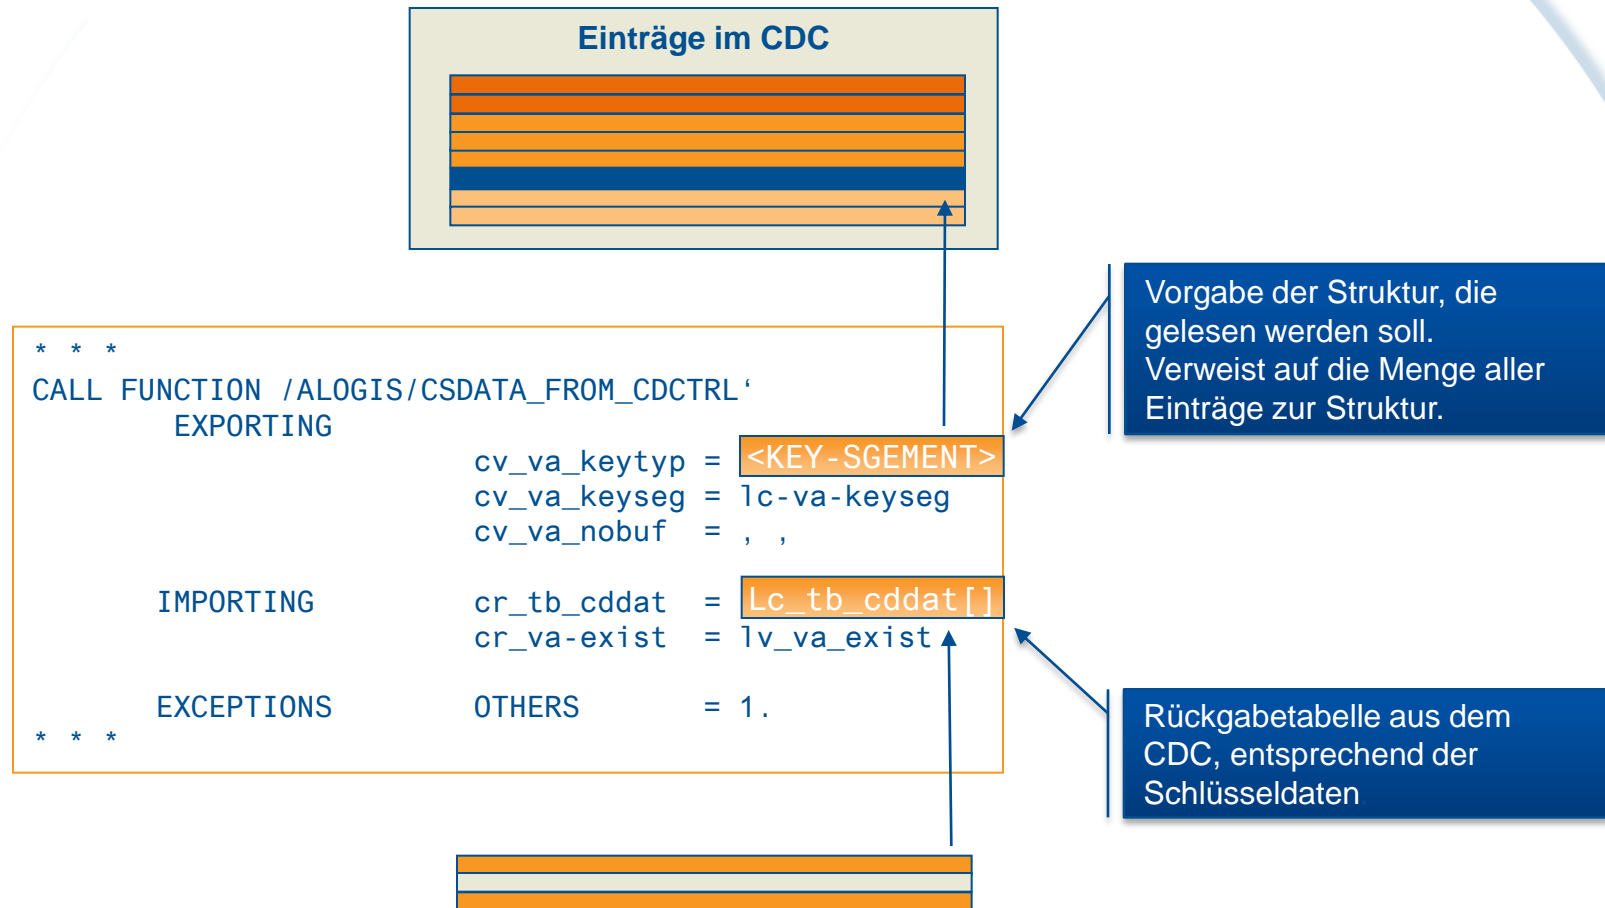 Einträge im CDC
Vorgabe der Struktur, die
gelesen werden soll.
Verweist auf die Menge aller
Einträge zur Struktur.
* * *
CALL FUNCTION /ALOGIS/CSDATA_FROM_CDCTRL‘
EXPORTING
cv_va_keytyp = <KEY-SGEMENT>
cv_va_keyseg = lc-va-keyseg
cv_va_nobuf = , ,
IMPORTING cr_tb_cddat = Lc_tb_cddat[]
cr_va-exist = lv_va_exist
EXCEPTIONS OTHERS = 1.
* * *
Rückgabetabelle aus dem
CDC, entsprechend der
Schlüsseldaten